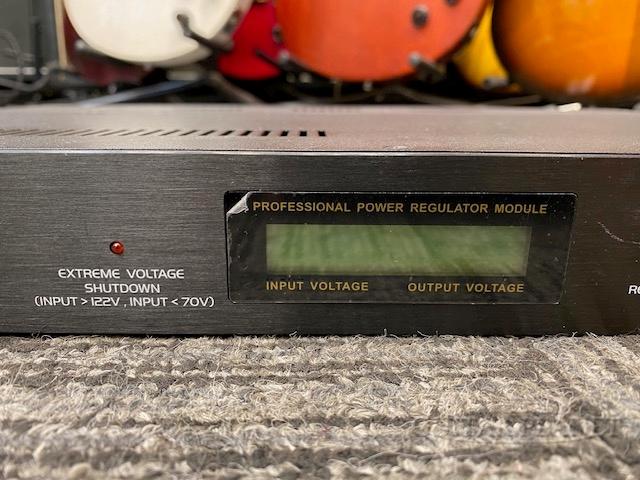 PROFESSIONAL POWER REGULATOR MODULE
INPUT VOLTAGE OUTPUT VOLTAGE
EXTREME VOLTAGE
SHUTDOWN
(INPUT > 122V , INPUT < 70V)